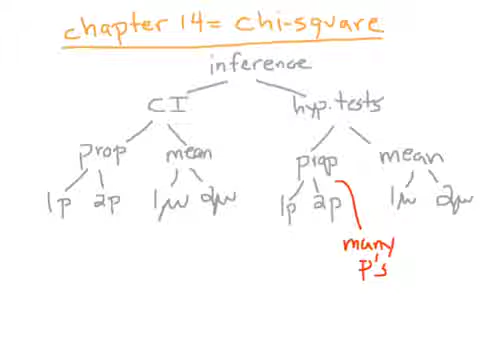 chapter 14= chi-square
inference
CI hyp.tests
prop mean prop mean
1p 2p 1μ 2μ 1p 2p 1μ 2μ
many
p's